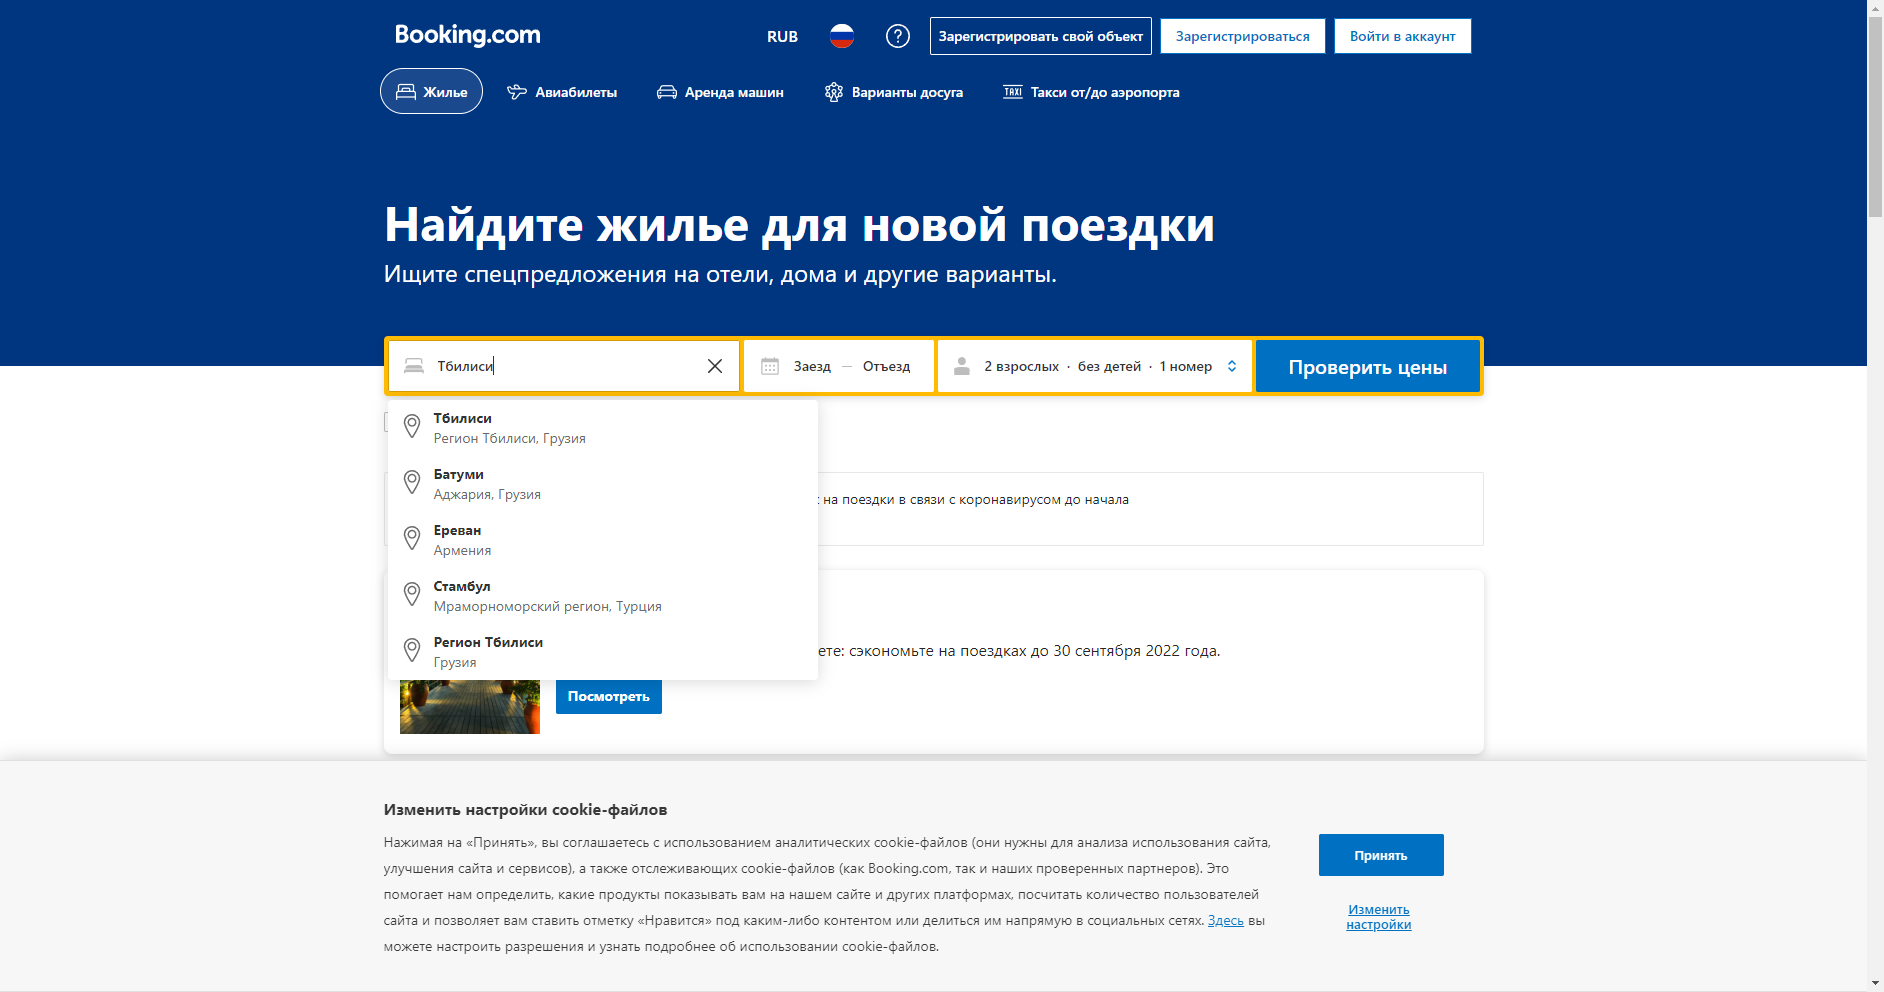 Booking.com
RUB
Зарегистрировать свой объект
Зарегистрироваться
Войти в аккаунт
Жилье
Авиабилеты
Аренда машин
Варианты досуга
TAXI
Такси от/до аэропорта
Найдите жилье для новой поездки
Ищите спецпредложения на отели, дома и другие варианты.
Тбилиси
Заезд — Отъезд
2 взрослых · без детей · 1 номер
Проверить цены
Тбилиси
Регион Тбилиси, Грузия
Батуми
Аджария, Грузия
Ереван
Армения
Стамбул
Мраморноморский регион, Турция
Регион Тбилиси
Грузия
на поездки в связи с коронавирусом до начала
ете: сэкономьте на поездках до 30 сентября 2022 года.
Посмотреть
Изменить настройки cookie-файлов
Нажимая на «Принять», вы соглашаетесь с использованием аналитических cookie-файлов (они нужны для анализа использования сайта,
улучшения сайта и сервисов), а также отслеживающих cookie-файлов (как Booking.com, так и наших проверенных партнеров). Это
помогает нам определить, какие продукты показывать вам на нашем сайте и других платформах, посчитать количество пользователей
сайта и позволяет вам ставить отметку «Нравится» под каким-либо контентом или делиться им напрямую в социальных сетях. Здесь вы
можете настроить разрешения и узнать подробнее об использовании cookie-файлов.
Принять
Изменить
настройки